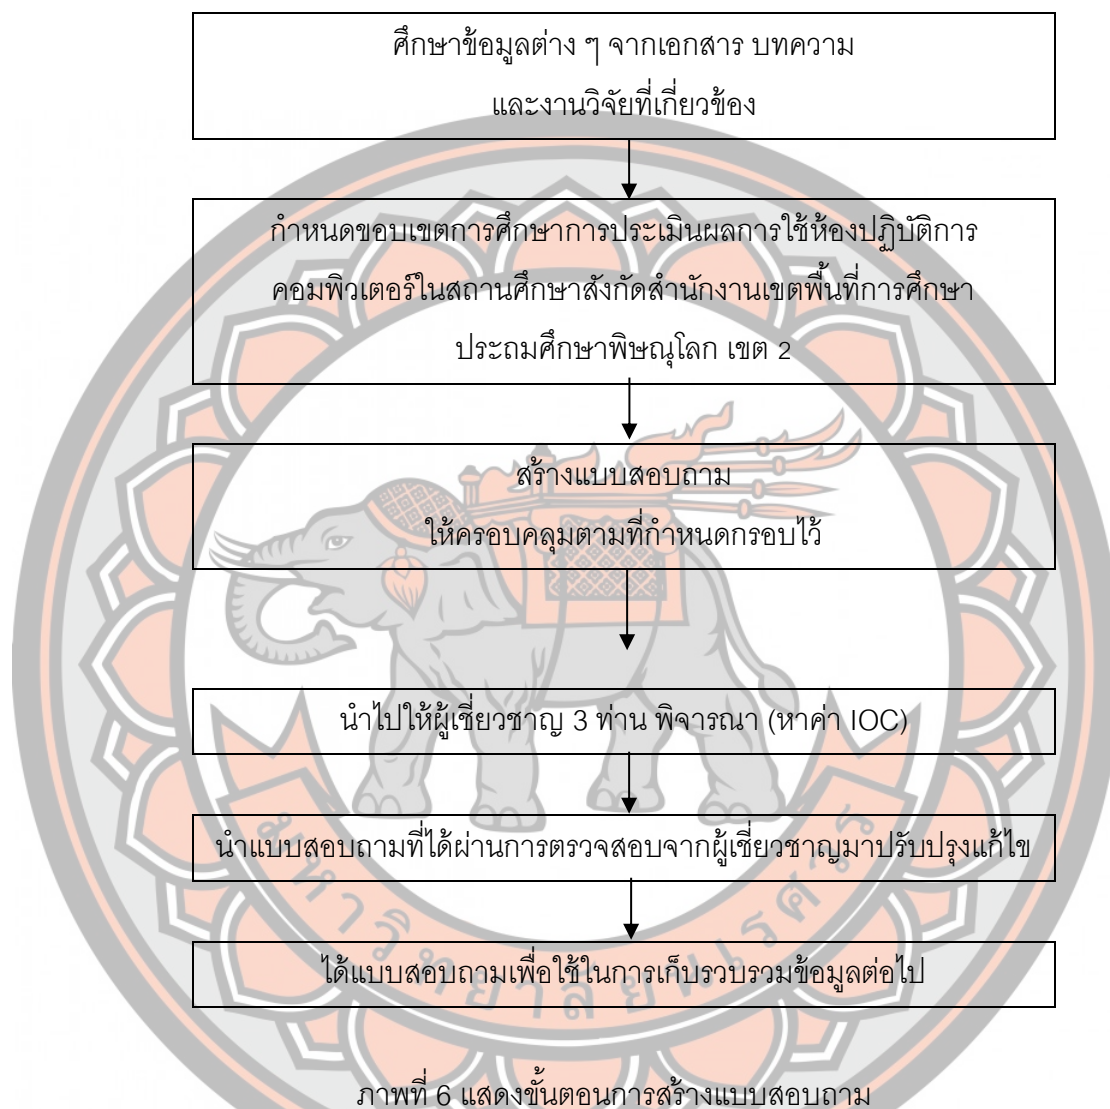 ศึกษาข้อมูลต่าง ๆ จากเอกสาร บทความ
และงานวิจัยที่เกี่ยวข้อง
กำหนดขอบเขตการศึกษาการประเมินผลการใช้ห้องปฏิบัติการ
คอมพิวเตอร์ในสถานศึกษาสังกัดสำนักงานเขตพื้นที่การศึกษา
ประถมศึกษาพิษณุโลก เขต 2
สร้างแบบสอบถาม
ให้ครอบคลุมตามที่กำหนดกรอบไว้
นำไปให้ผู้เชี่ยวชาญ 3 ท่าน พิจารณา (หาค่า IOC)
นำแบบสอบถามที่ได้ผ่านการตรวจสอบจากผู้เชี่ยวชาญมาปรับปรุงแก้ไข
ได้แบบสอบถามเพื่อใช้ในการเก็บรวบรวมข้อมูลต่อไป
มหาวิทยาลัยนเรศวร
ภาพที่ 6 แสดงขั้นตอนการสร้างแบบสอบถาม